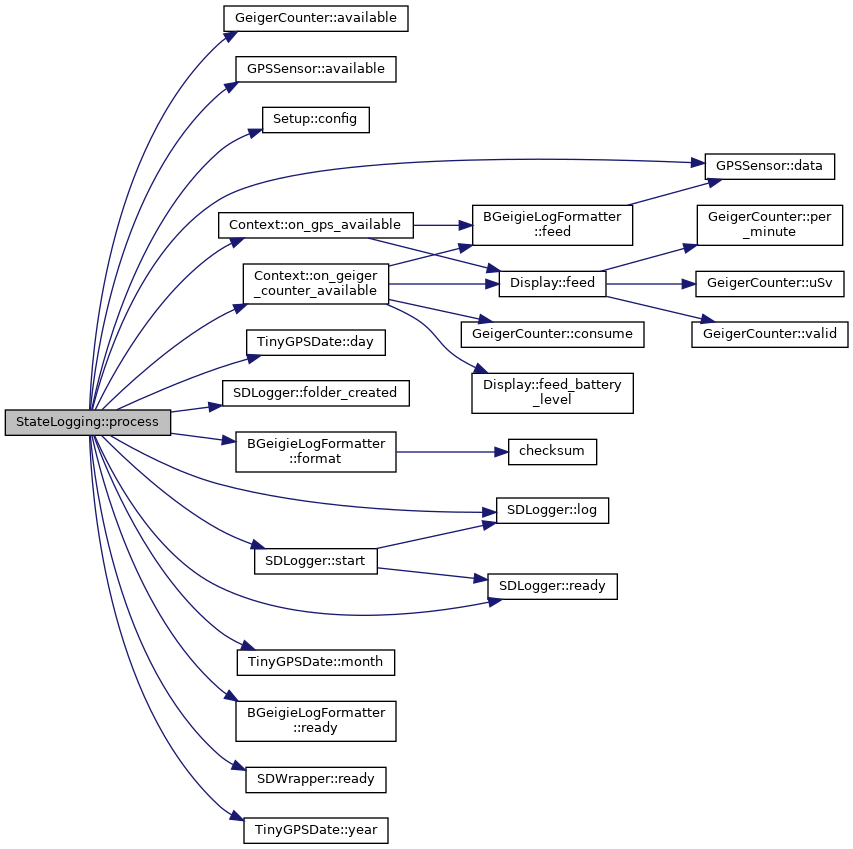 GeigerCounter::available
GPSSensor::available
Setup::config
GPSSensor::data
Context::on_gps_available
BGeigieLogFormatter
::feed
GeigerCounter::per
_minute
Context::on_geiger
_counter_available
Display::feed
GeigerCounter::uSv
GeigerCounter::consume
GeigerCounter::valid
TinyGPSDate::day
Display::feed_battery
_level
SDLogger::folder_created
StateLogging::process
BGeigieLogFormatter
::format
checksum
SDLogger::log
SDLogger::start
SDLogger::ready
TinyGPSDate::month
BGeigieLogFormatter
::ready
SDWrapper::ready
TinyGPSDate::year